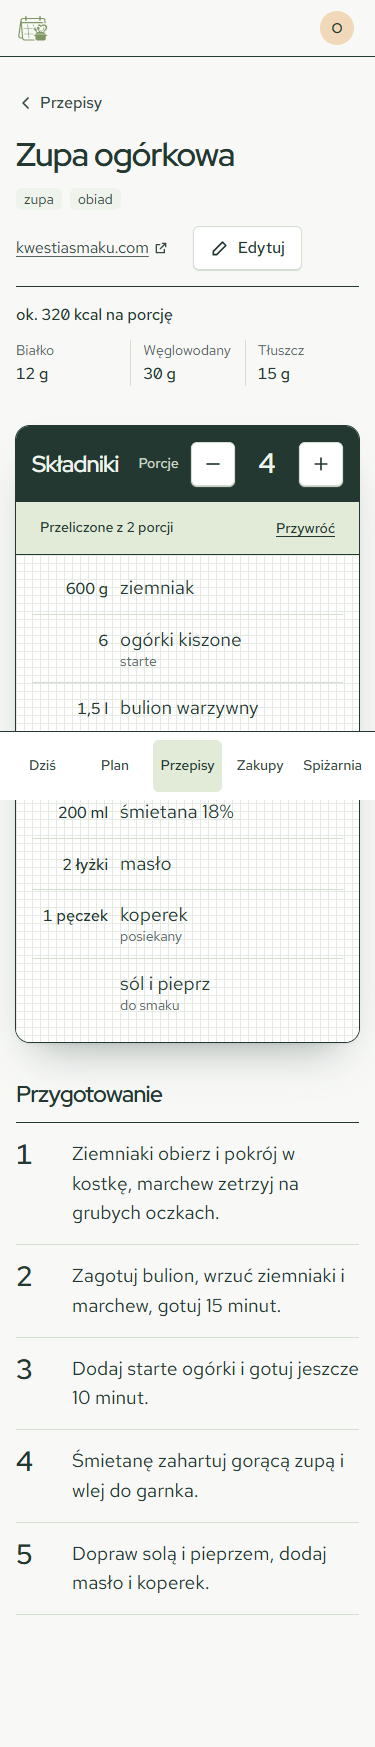 O
Przepisy
Zupa ogórkowa
zupa obiad
kwestiasmaku.com Edytuj
ok. 320 kcal na porcję
Białko Węglowodany Tłuszcz
12 g 30 g 15 g
Składniki Porcje − 4 +
Przeliczone z 2 porcji Przywróć
600 g ziemniak
6 ogórki kiszone
starte
1,5 l bulion warzywny
Dziś Plan Przepisy Zakupy Spiżarnia
200 ml śmietana 18%
2 łyżki masło
1 pęczek koperek
posiekany
sól i pieprz
do smaku
Przygotowanie
1 Ziemniaki obierz i pokrój w
kostkę, marchew zetrzyj na
grubych oczkach.
2 Zagotuj bulion, wrzuć ziemniaki i
marchew, gotuj 15 minut.
3 Dodaj starte ogórki i gotuj jeszcze
10 minut.
4 Śmietanę zahartuj gorącą zupą i
wlej do garnka.
5 Dopraw solą i pieprzem, dodaj
masło i koperek.